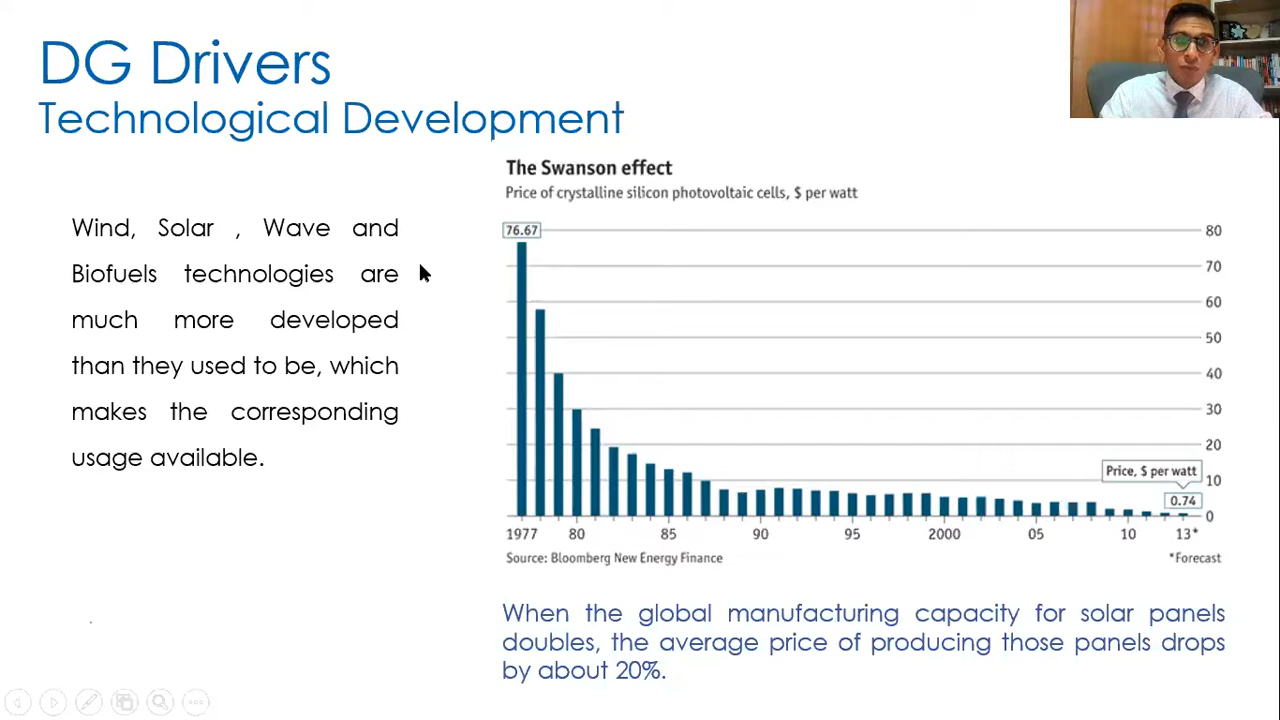 DG Drivers
Technological Development
Wind, Solar , Wave and
Biofuels technologies are
much more developed
than they used to be, which
makes the corresponding
usage available.
The Swanson effect
Price of crystalline silicon photovoltaic cells, $ per watt
76.67
80
70
60
50
40
30
20
10
0
Price, $ per watt
0.74
1977 80 85 90 95 2000 05 10 13*
Source: Bloomberg New Energy Finance
*Forecast
When the global manufacturing capacity for solar panels
doubles, the average price of producing those panels drops
by about 20%.